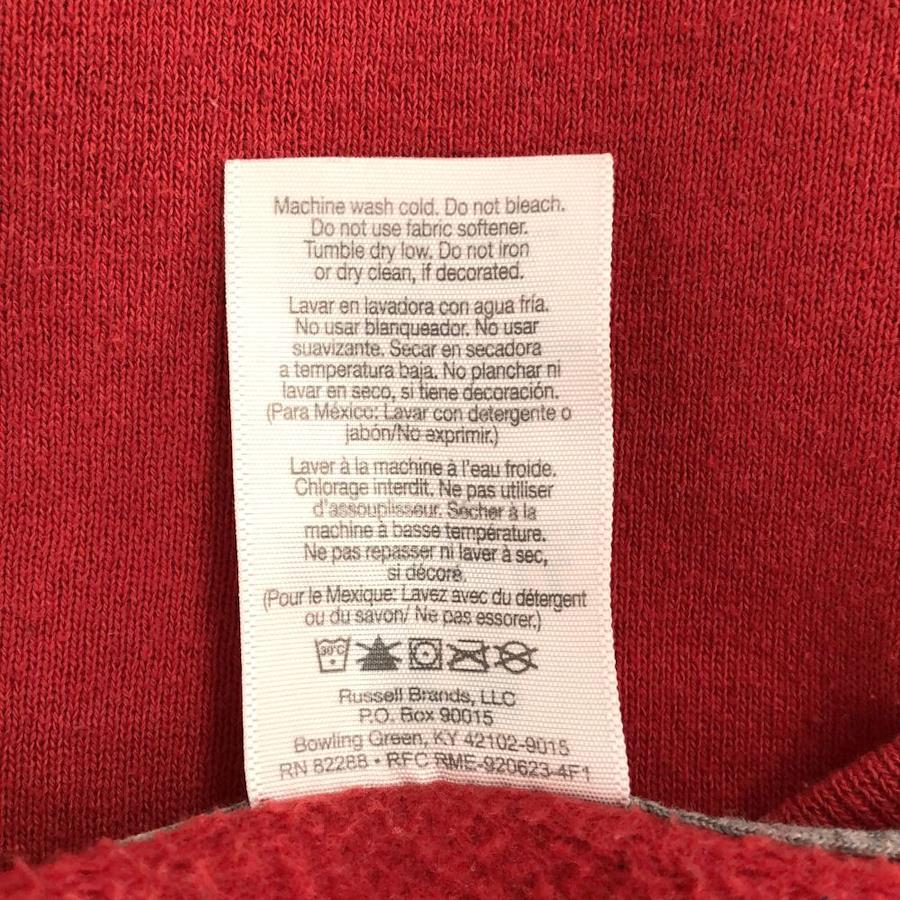 Machine wash cold. Do not bleach.
Do not use fabric softener.
Tumble dry low. Do not iron
or dry clean, if decorated.
Lavar en lavadora con agua fría.
No usar blanqueador. No usar
suavizante. Secar en secadora
a temperatura baja. No planchar ni
lavar en seco, si tiene decoración.
(Para México: Lavar con detergente o
jabón/No exprimir.)
Laver à la machine à l'eau froide.
Chlorage interdit. Ne pas utiliser
d'assouplisseur. Sécher à la
machine à basse température.
Ne pas repasser ni laver à sec,
si décoré.
(Pour le Mexique: Lavez avec du détergent
ou du savon/ Ne pas essorer.)
30°C
Russell Brands, LLC
P.O. Box 90015
Bowling Green, KY 42102-9015
RN 82288 • RFC RME-920623-4F1